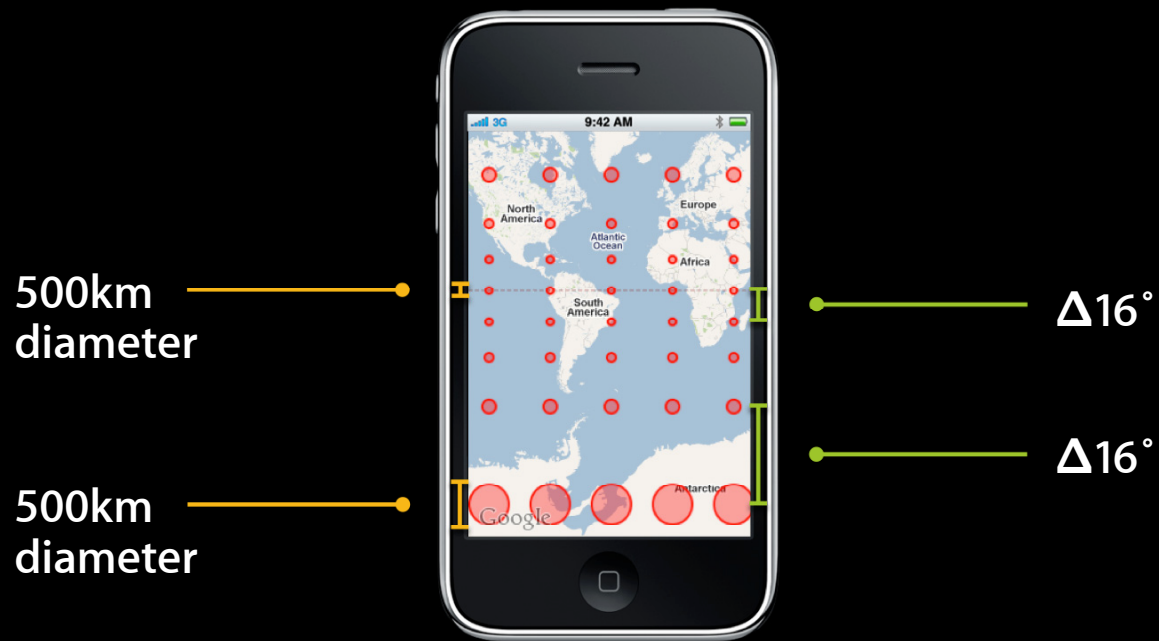 3G
9:42 AM
North
America
Europe
Atlantic
Ocean
Africa
500km
diameter
South
America
Δ16°
Δ16°
500km
diameter
Antarctica
Google